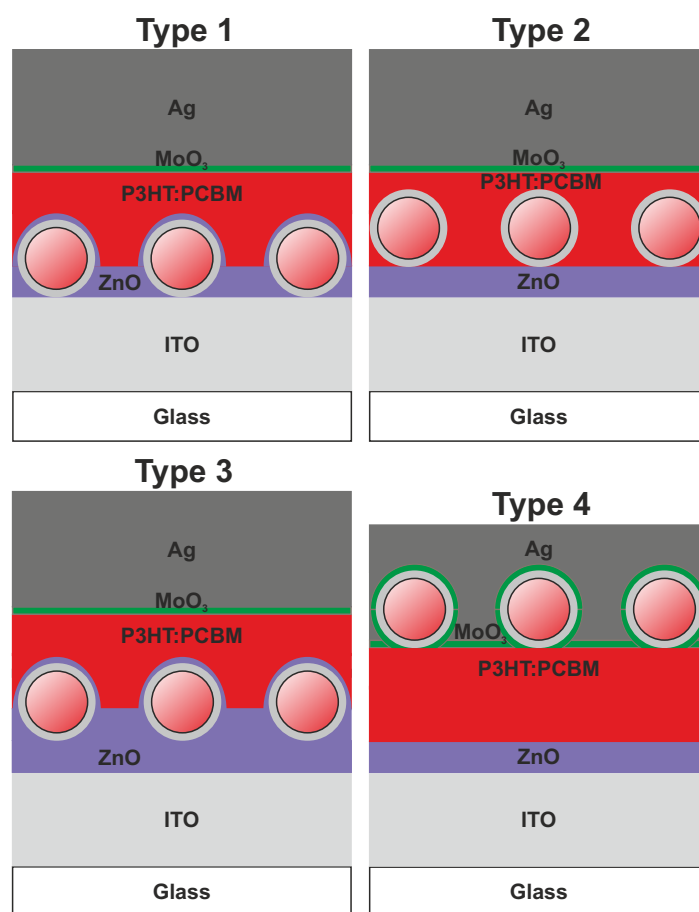 Type 1
Ag
MoO₃
P3HT:PCBM
ZnO
ITO
Glass
Type 2
Ag
MoO₃
P3HT:PCBM
ZnO
ITO
Glass
Type 3
Ag
MoO₃
P3HT:PCBM
ZnO
ITO
Glass
Type 4
Ag
MoO₃
P3HT:PCBM
ZnO
ITO
Glass